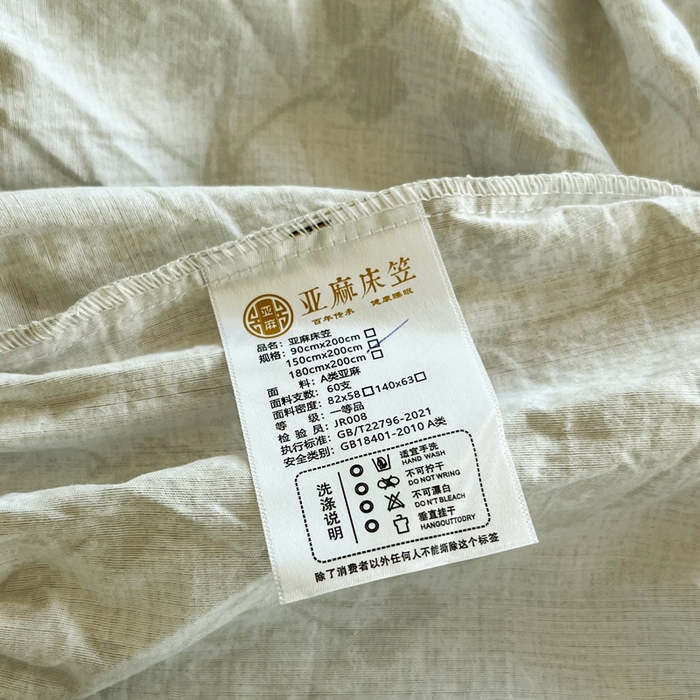 亚麻床笠
百年传承 健康睡眠
亚麻
品名：亚麻床笠
规格：90cmx200cm
150cmx200cm
180cmx200cm
面 料：A类亚麻
面料支数：60支
面料密度：82x58 140x63
等 级：一等品
检 验 员：JR008
执行标准：GB/T22796-2021
安全类别：GB18401-2010 A类
洗涤说明
适宜手洗
HAND WASH
不可拧干
DO NOT WRING
不可漂白
DO N'T BLEACH
垂直挂干
HANGOUTTODRY
除了消费者以外任何人不能撕除这个标签